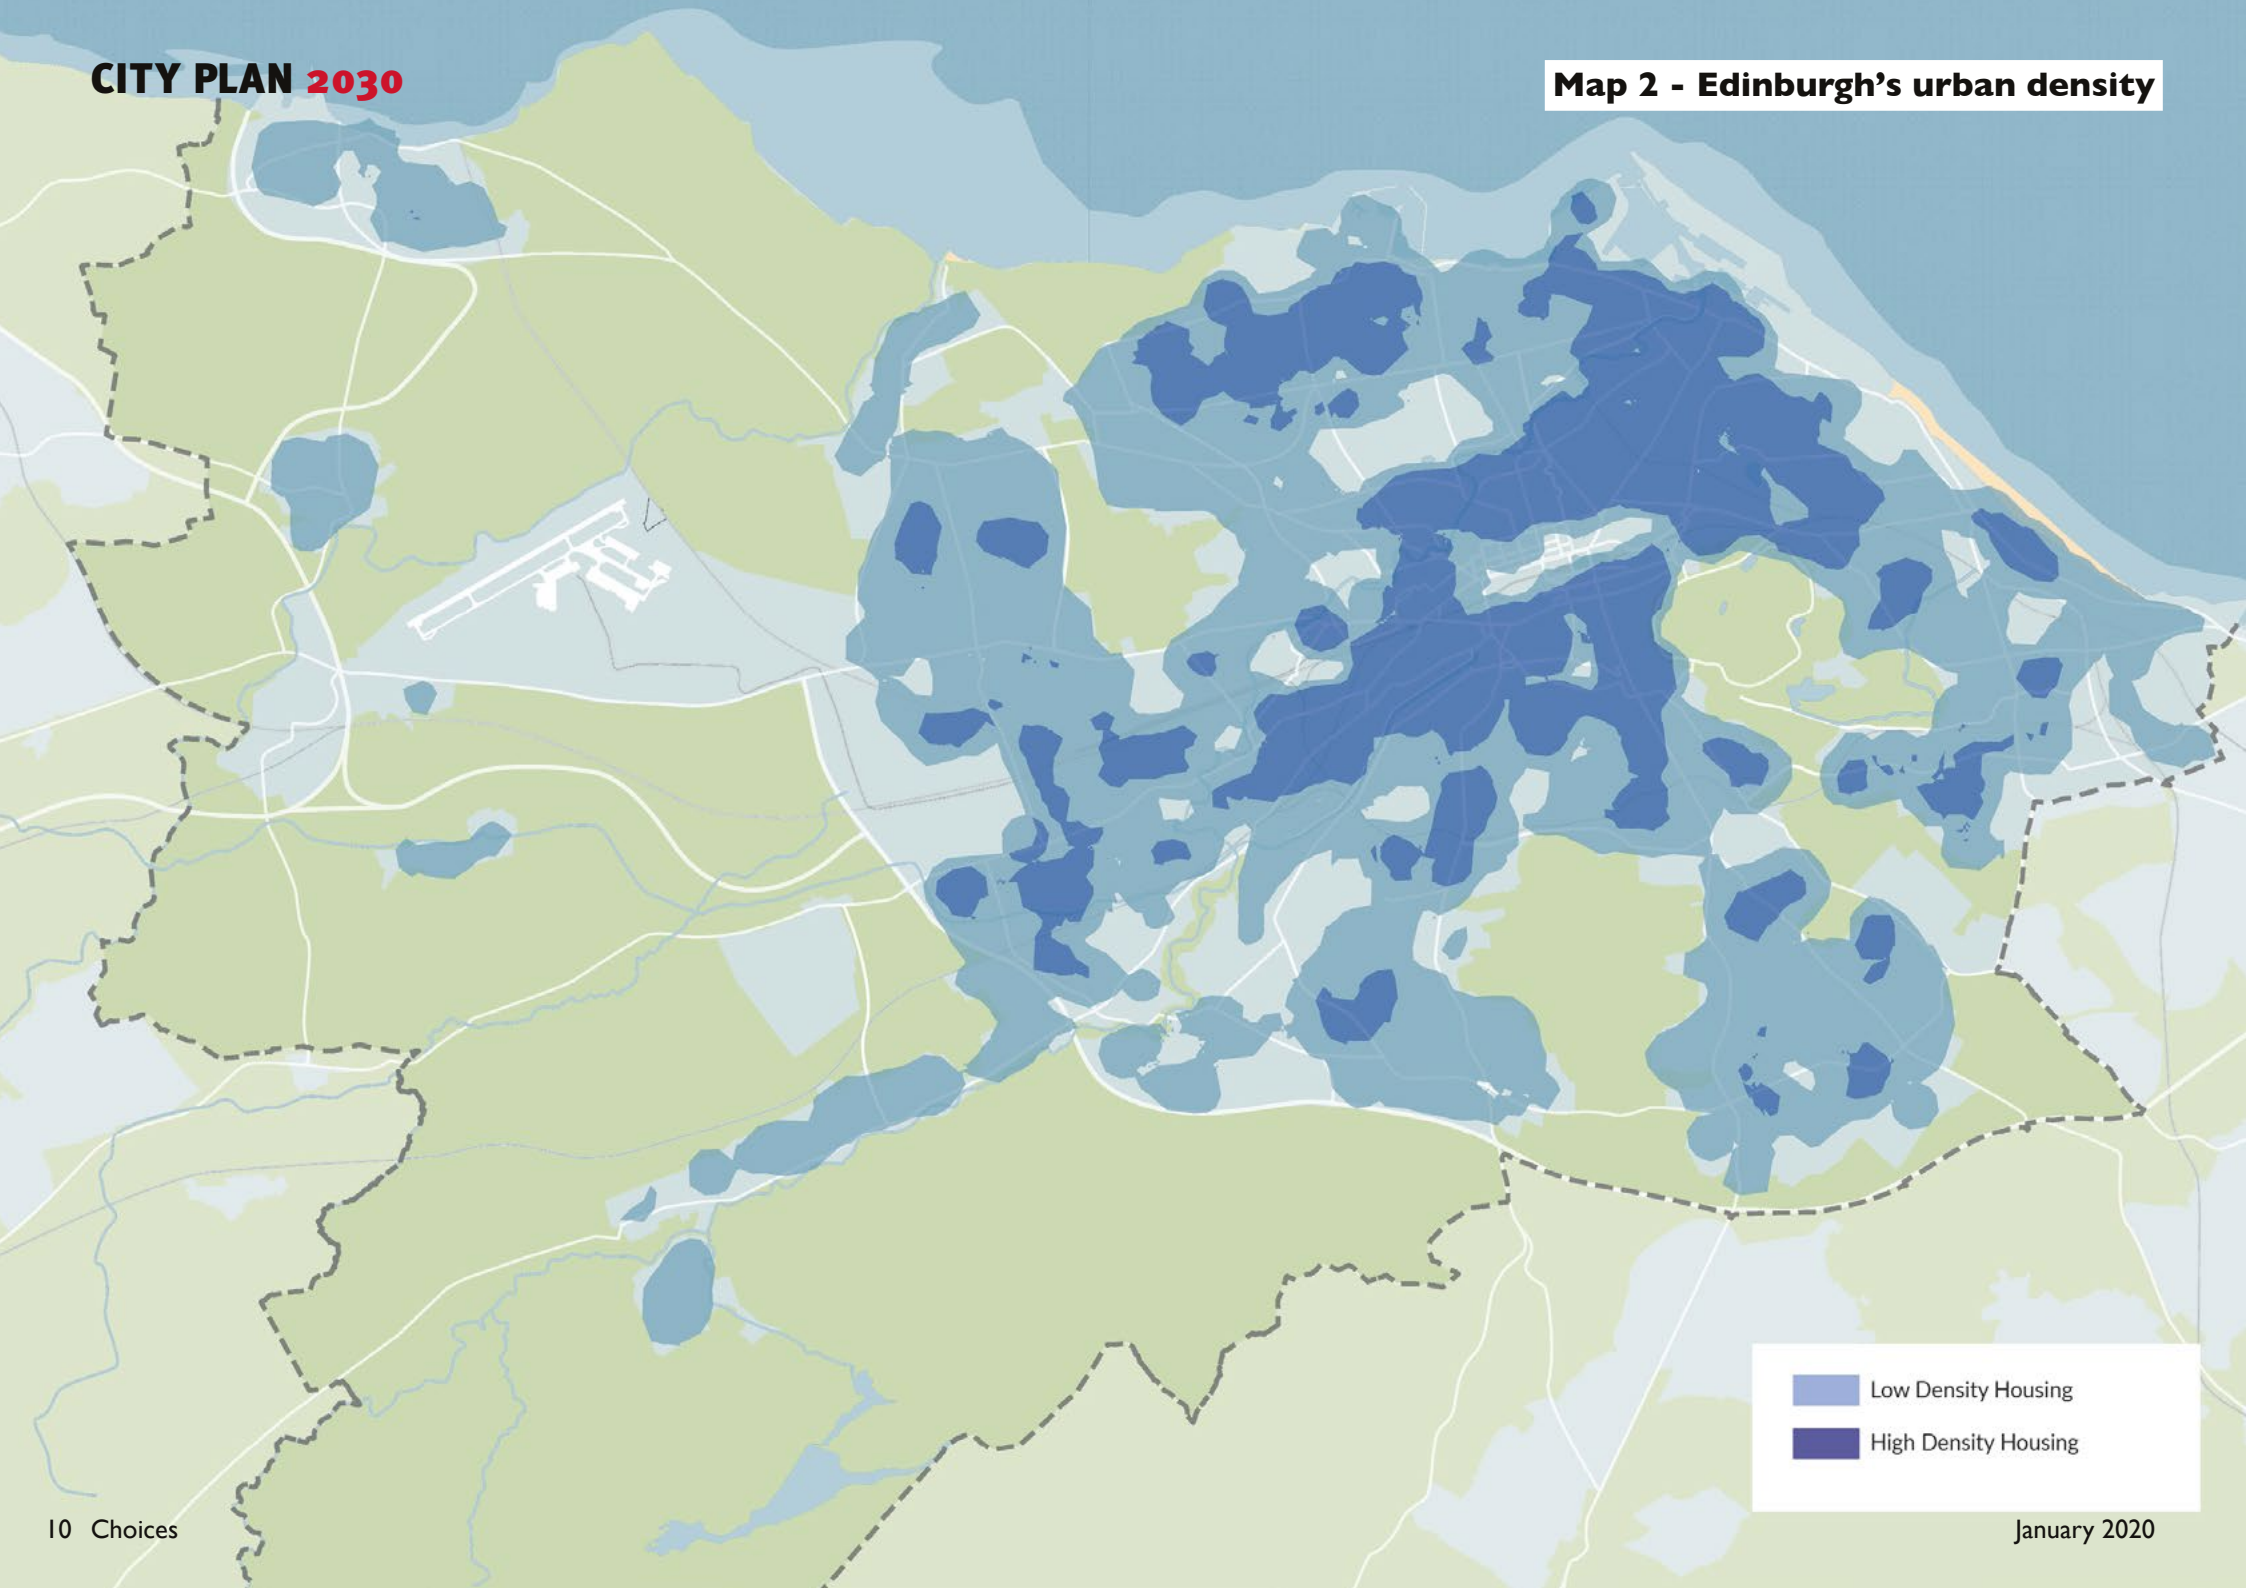 CITY PLAN 2030
Map 2 - Edinburgh’s urban density
Low Density Housing
High Density Housing
10 Choices
January 2020